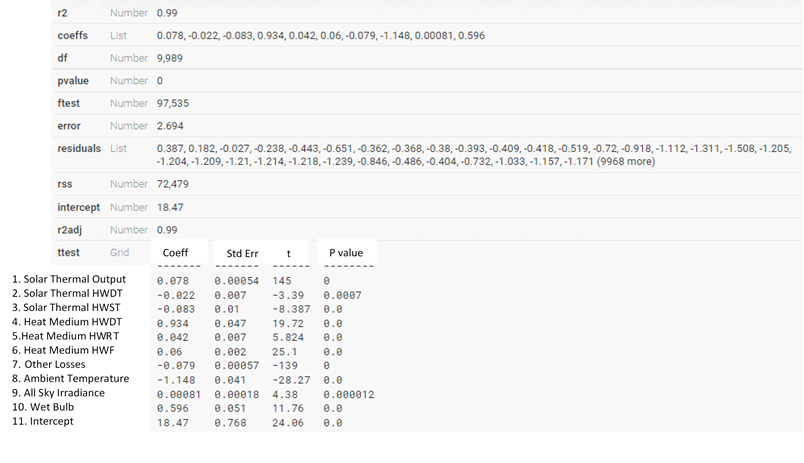 r2 Number 0.99
coeffs List 0.078, -0.022, -0.083, 0.934, 0.042, 0.06, -0.079, -1.148, 0.00081, 0.596
df Number 9,989
pvalue Number 0
ftest Number 97,535
error Number 2.694
residuals List 0.387, 0.182, -0.027, -0.238, -0.443, -0.651, -0.362, -0.368, -0.38, -0.393, -0.409, -0.418, -0.519, -0.72, -0.918, -1.112, -1.311, -1.508, -1.205,
-1.204, -1.209, -1.21, -1.214, -1.218, -1.239, -0.846, -0.486, -0.404, -0.732, -1.033, -1.157, -1.171 (9968 more)
rss Number 72,479
intercept Number 18.47
r2adj Number 0.99
ttest Grid Coeff Std Err t P value
------- ------- ------- -------
1. Solar Thermal Output 0.078 0.00054 145 0
2. Solar Thermal HWDT -0.022 0.007 -3.39 0.0007
3. Solar Thermal HWST -0.083 0.01 -8.387 0.0
4. Heat Medium HWDT 0.934 0.047 19.72 0.0
5.Heat Medium HWRT 0.042 0.007 5.824 0.0
6. Heat Medium HWF 0.06 0.002 25.1 0.0
7. Other Losses -0.079 0.00057 -139 0
8. Ambient Temperature -1.148 0.041 -28.27 0.0
9. All Sky Irradiance 0.00081 0.00018 4.38 0.000012
10. Wet Bulb 0.596 0.051 11.76 0.0
11. Intercept 18.47 0.768 24.06 0.0